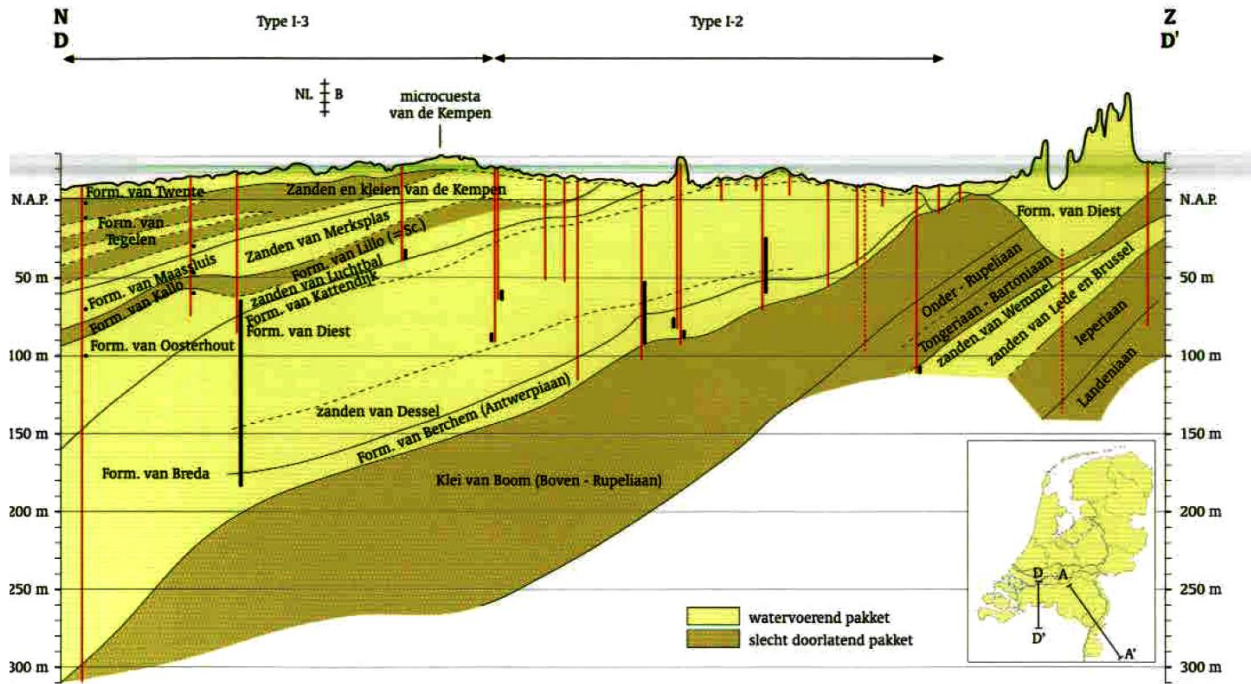 N
D
Type I-3
Type I-2
Z
D'
NL
B
microcuesta
van de Kempen
N.A.P.
50 m
100 m
150 m
200 m
250 m
300 m
Form. van Twente
Form. van
Tegelen
Form. van Maassluis
Form. van Kallo
Form. van Oosterhout
Form. van Breda
Zanden en kleien van de Kempen
Zanden van Merksplas
Form. van Lillo (= Sc.)
zanden van Luchtbal
Form. van Kattendijk
Form. van Diest
zanden van Dessel
Form. van Berchem (Antwerpiaan)
Klei van Boom (Boven - Rupeliaan)
Form. van Diest
Onder - Rupeliaan
Tongeriaan - Bartoniaan
zanden van Wemmel
zanden van Lede en Brussel
Ieperiaan
Landeniaan
N.A.P.
50 m
100 m
150 m
200 m
250 m
300 m
watervoerend pakket
slecht doorlatend pakket
D
A
D'
A'